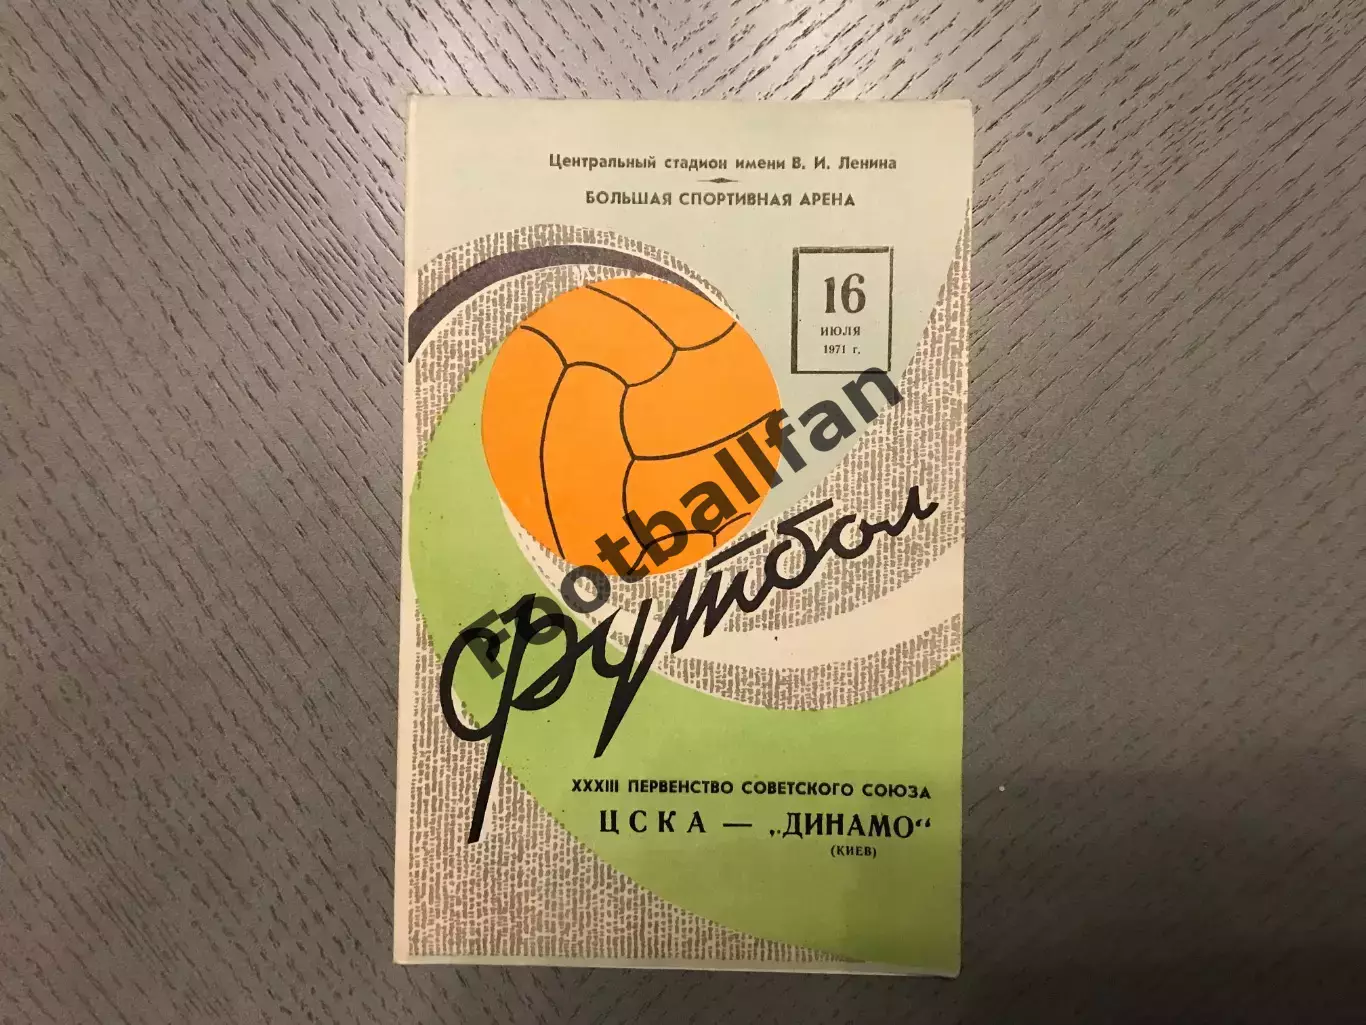 Центральный стадион имени В. И. Ленина
БОЛЬШАЯ СПОРТИВНАЯ АРЕНА
16
ИЮЛЯ
1971 г.
Footballfan
Футбол
XXXIII ПЕРВЕНСТВО СОВЕТСКОГО СОЮЗА
ЦСКА — „ДИНАМО“
(КИЕВ)